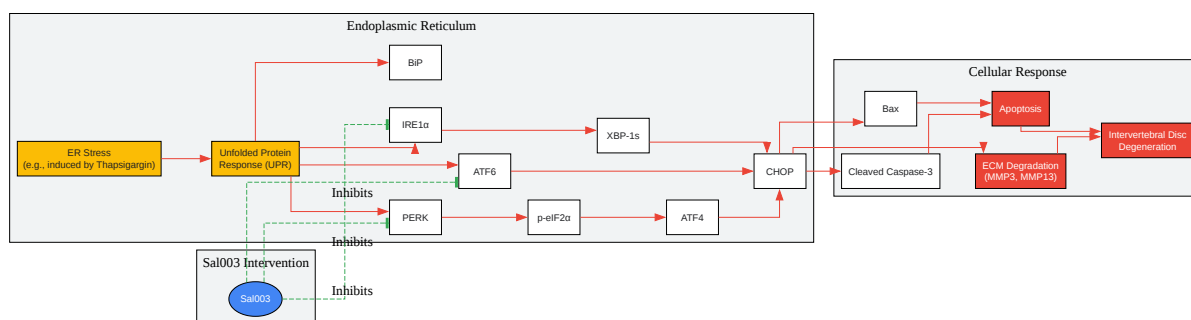 Endoplasmic Reticulum
BiP
IRE1α
XBP-1s
ER Stress
(e.g., induced by Thapsigargin)
Unfolded Protein
Response (UPR)
ATF6
CHOP
PERK
p-eIF2α
ATF4
Cellular Response
Bax
Apoptosis
Intervertebral Disc
Degeneration
Cleaved Caspase-3
ECM Degradation
(MMP3, MMP13)
Inhibits
Inhibits
Inhibits
Sal003 Intervention
Sal003